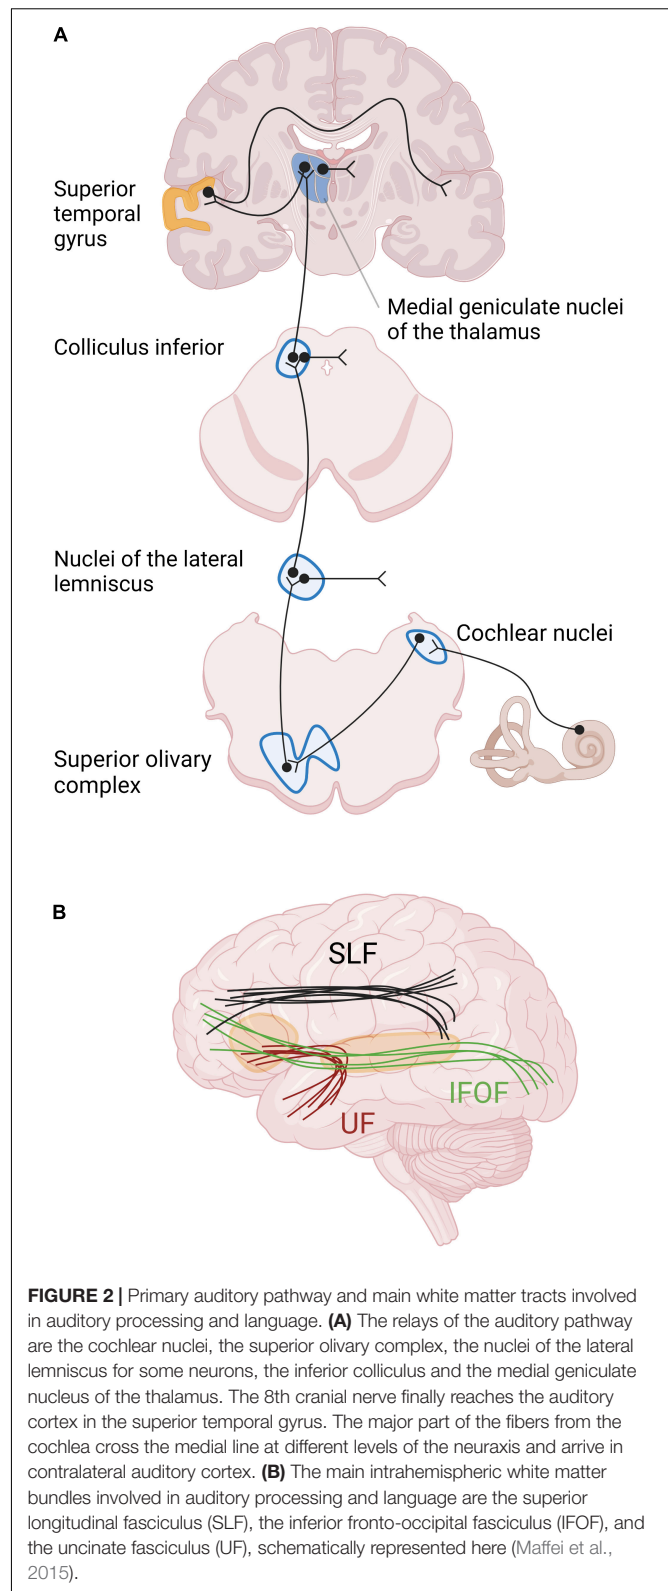 A
Superior
temporal
gyrus
Medial geniculate nuclei
of the thalamus
Colliculus inferior
Nuclei of the lateral
lemniscus
Cochlear nuclei
Superior olivary
complex
B
SLF
IFOF
UF
FIGURE 2 | Primary auditory pathway and main white matter tracts involved
in auditory processing and language. (A) The relays of the auditory pathway
are the cochlear nuclei, the superior olivary complex, the nuclei of the lateral
lemniscus for some neurons, the inferior colliculus and the medial geniculate
nucleus of the thalamus. The 8th cranial nerve finally reaches the auditory
cortex in the superior temporal gyrus. The major part of the fibers from the
cochlea cross the medial line at different levels of the neuraxis and arrive in
contralateral auditory cortex. (B) The main intrahemispheric white matter
bundles involved in auditory processing and language are the superior
longitudinal fasciculus (SLF), the inferior fronto-occipital fasciculus (IFOF), and
the uncinate fasciculus (UF), schematically represented here (Maffei et al.,
2015).